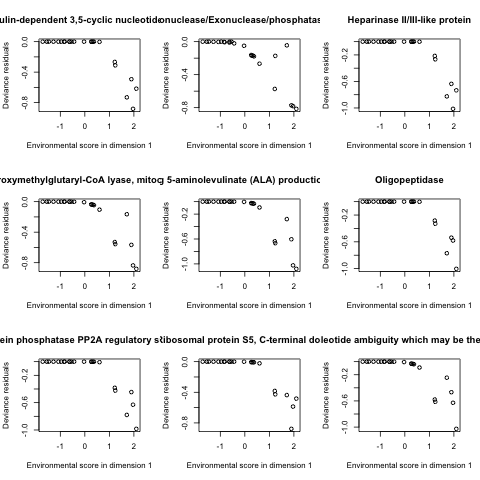 ulin-dependent 3,5-cyclic nucleotide
onuclease/Exonuclease/phosphatas
Heparinase II/III-like protein
Deviance residuals
0.0
-0.4
-0.8
-1
0
1
2
Environmental score in dimension 1
Deviance residuals
0.0
-0.4
-0.8
-1
0
1
2
Environmental score in dimension 1
Deviance residuals
0.0
-0.6
-1.0
-1
0
1
2
Environmental score in dimension 1
roxymethylglutaryl-CoA lyase, mitoc
g 5-aminolevulinate (ALA) productic
Oligopeptidase
Deviance residuals
0.0
-0.4
-0.8
-1
0
1
2
Environmental score in dimension 1
Deviance residuals
-0.2
-0.6
-1.0
-1
0
1
2
Environmental score in dimension 1
Deviance residuals
-0.2
-0.6
-1.0
-1
0
1
2
Environmental score in dimension 1
ein phosphatase PP2A regulatory s
tibosomal protein S5, C-terminal do
leotide ambiguity which may be the
Deviance residuals
-0.2
-0.6
-1.0
-1
0
1
2
Environmental score in dimension 1
Deviance residuals
0.0
-0.4
-0.8
-1
0
1
2
Environmental score in dimension 1
Deviance residuals
-0.2
-0.6
-1.0
-1
0
1
2
Environmental score in dimension 1